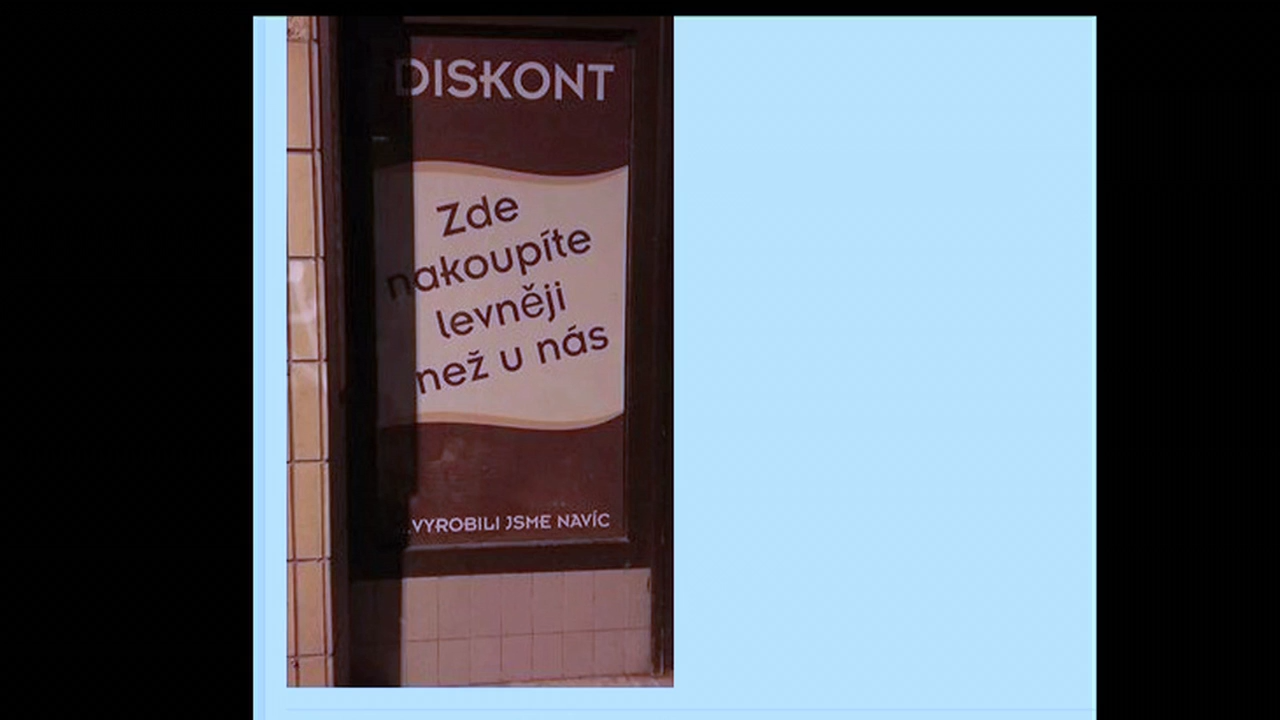 DISKONT
Zde
nakoupíte
levněji
než u nás
VYROBILI JSME NAVÍC